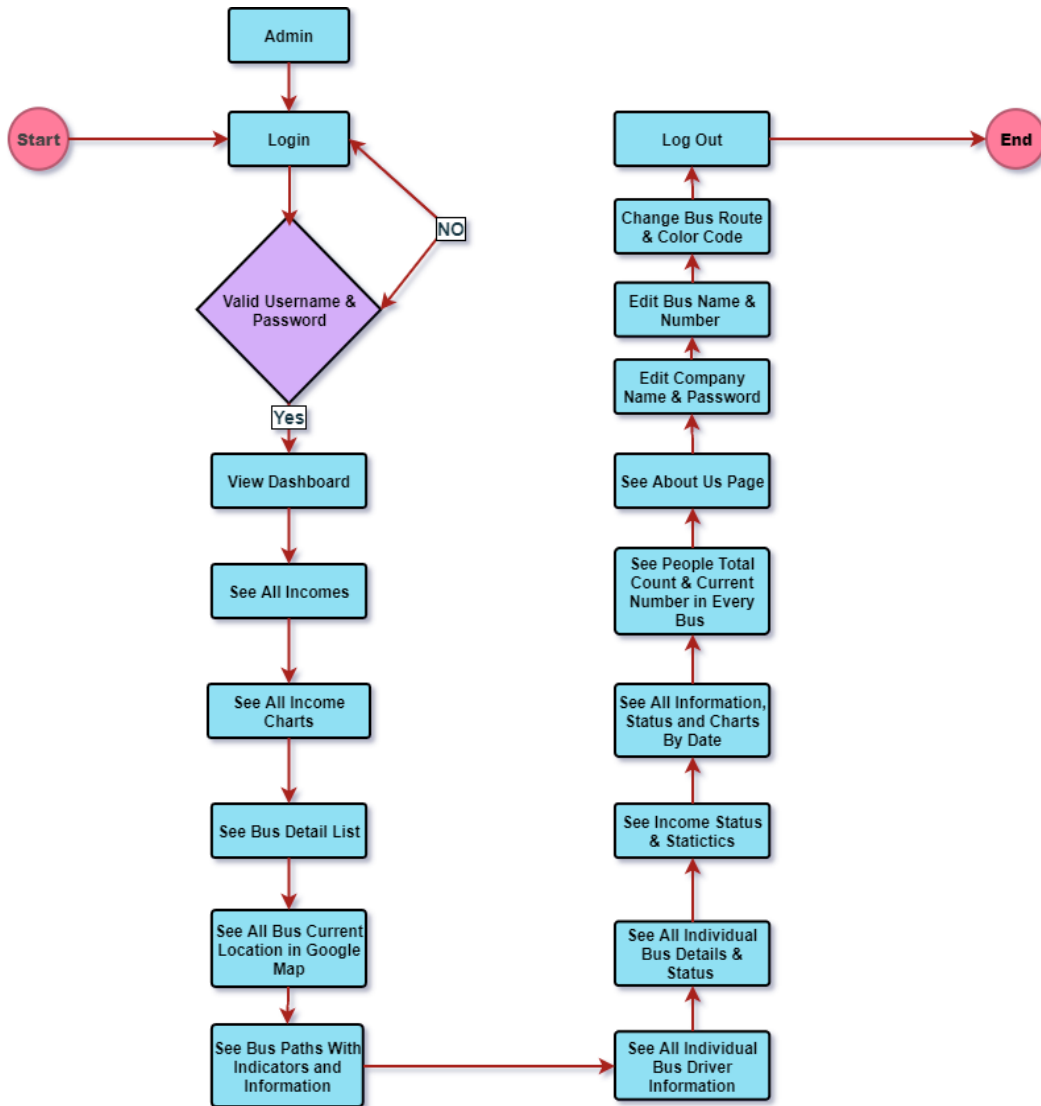 Admin
Start
Login
NO
Valid Username &
Password
Yes
View Dashboard
See All Incomes
See All Income
Charts
See Bus Detail List
See All Bus Current
Location in Google
Map
See Bus Paths With
Indicators and
Information
See All Individual
Bus Driver
Information
See All Individual
Bus Details &
Status
See Income Status
& Statictics
See All Information,
Status and Charts
By Date
See People Total
Count & Current
Number in Every
Bus
See About Us Page
Edit Company
Name & Password
Edit Bus Name &
Number
Change Bus Route
& Color Code
Log Out
End